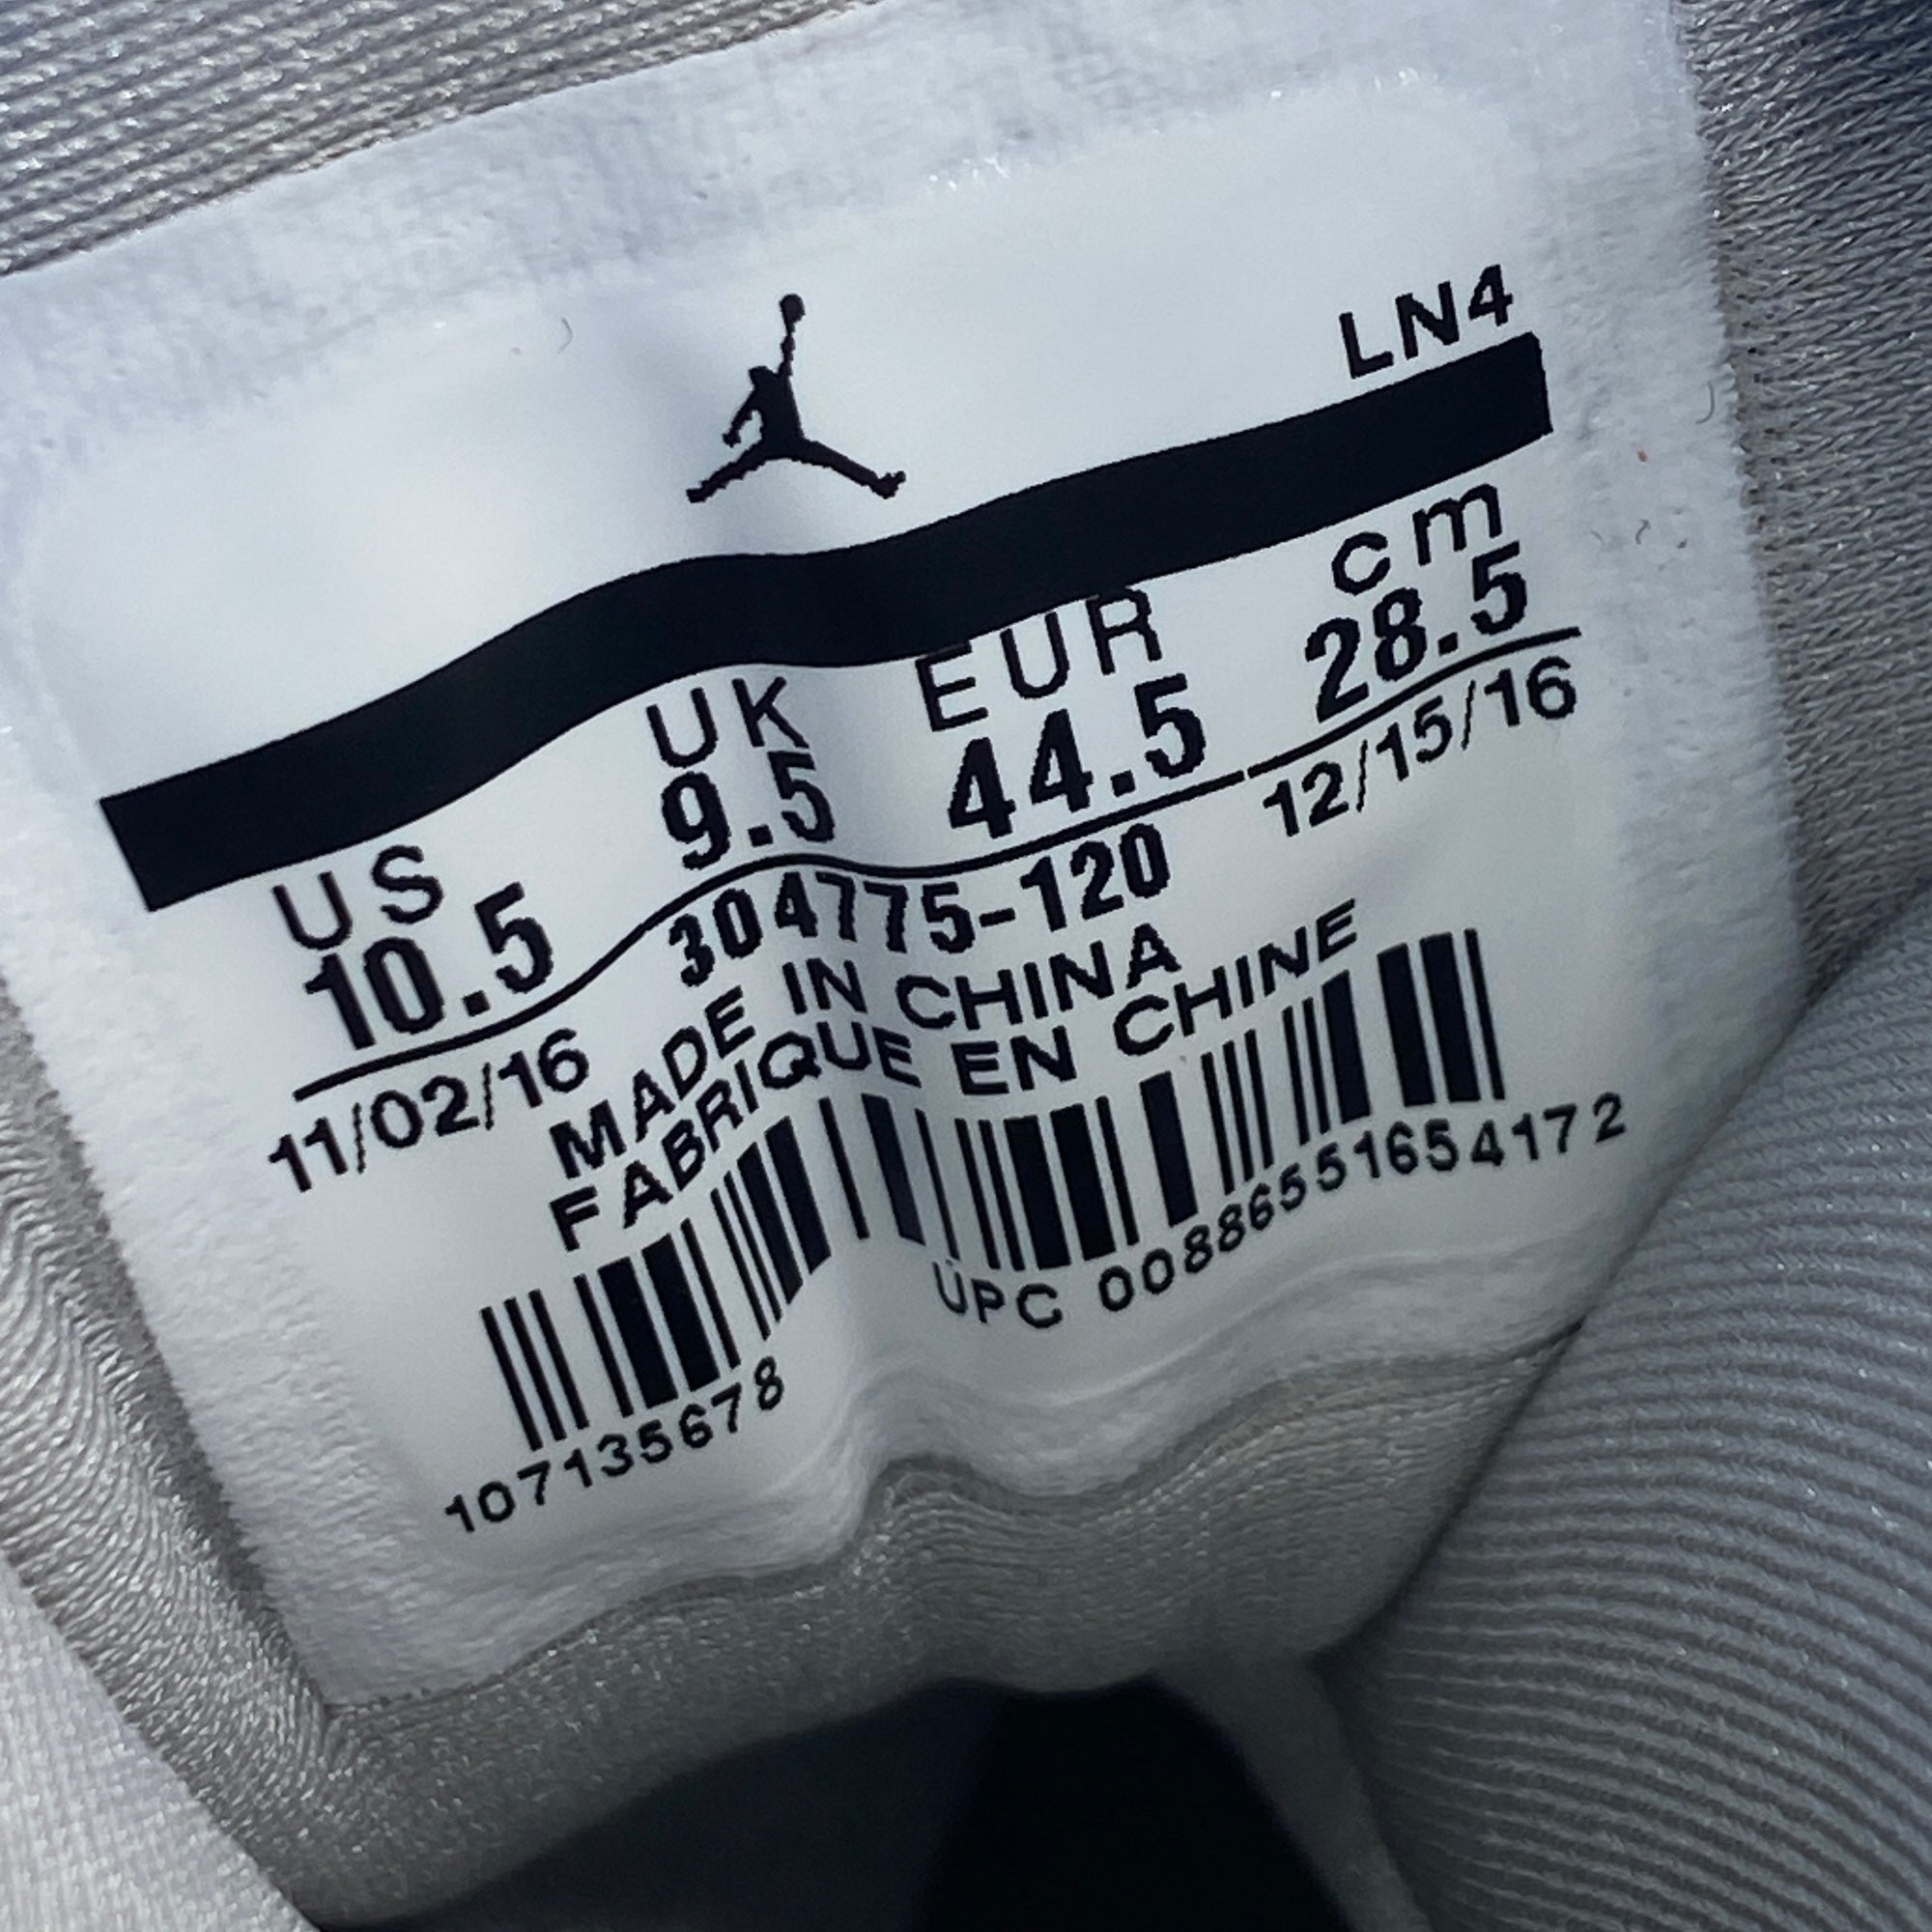 LN4
US UK EUR cm
10.5 9.5 44.5 28.5
11/02/16 304775-120 12/15/16
MADE IN CHINA
FABRIQUE EN CHINE
107135678 UPC 00886551654172